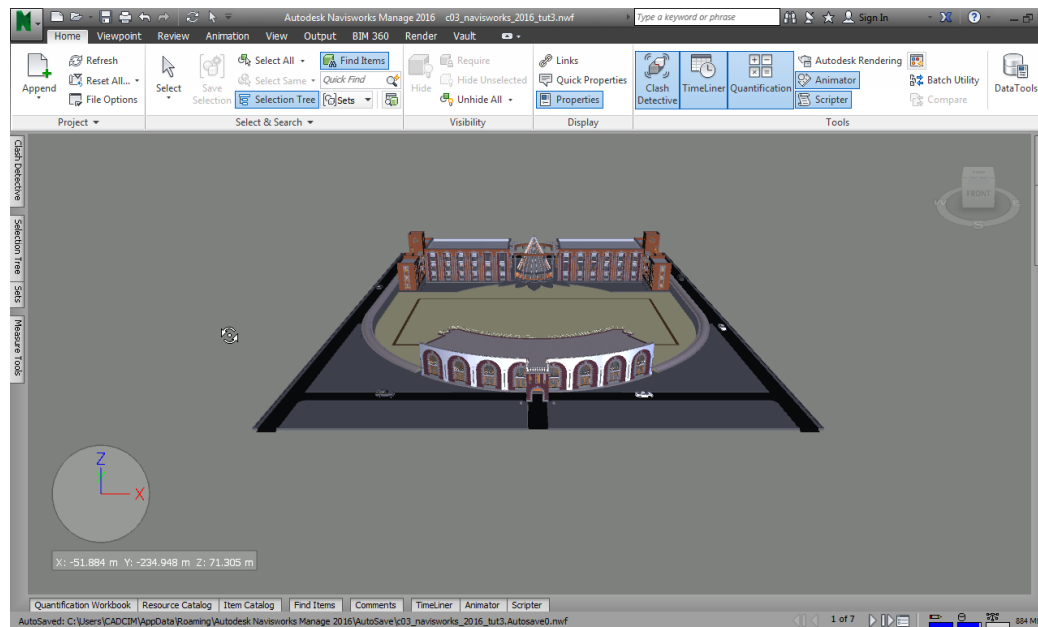 Autodesk Navisworks Manage 2016 c03_navisworks_2016_tut3.nwf
Type a keyword or phrase
Sign In
Home Viewpoint Review Animation View Output BIM 360 Render Vault
Append
Refresh
Reset All...
File Options
Project
Select
Save Selection
Select All
Select Same
Selection Tree
Find Items
Quick Find
Sets
Select & Search
Hide
Require
Hide Unselected
Unhide All
Visibility
Links
Quick Properties
Properties
Display
Clash Detective
TimeLiner
Quantification
Autodesk Rendering
Animator
Scripter
Batch Utility
Compare
Tools
DataTools
Clash Detective
Selection Tree
Sets
Measure Tools
FRONT
W
S
E
Z
X
X: -51.884 m Y: -234.948 m Z: 71.305 m
Quantification Workbook Resource Catalog Item Catalog Find Items Comments TimeLiner Animator Scripter
AutoSaved: C:\Users\CADCIM\AppData\Roaming\Autodesk Navisworks Manage 2016\AutoSave\c03_navisworks_2016_tut3.Autosave0.nwf
1 of 7
884 M